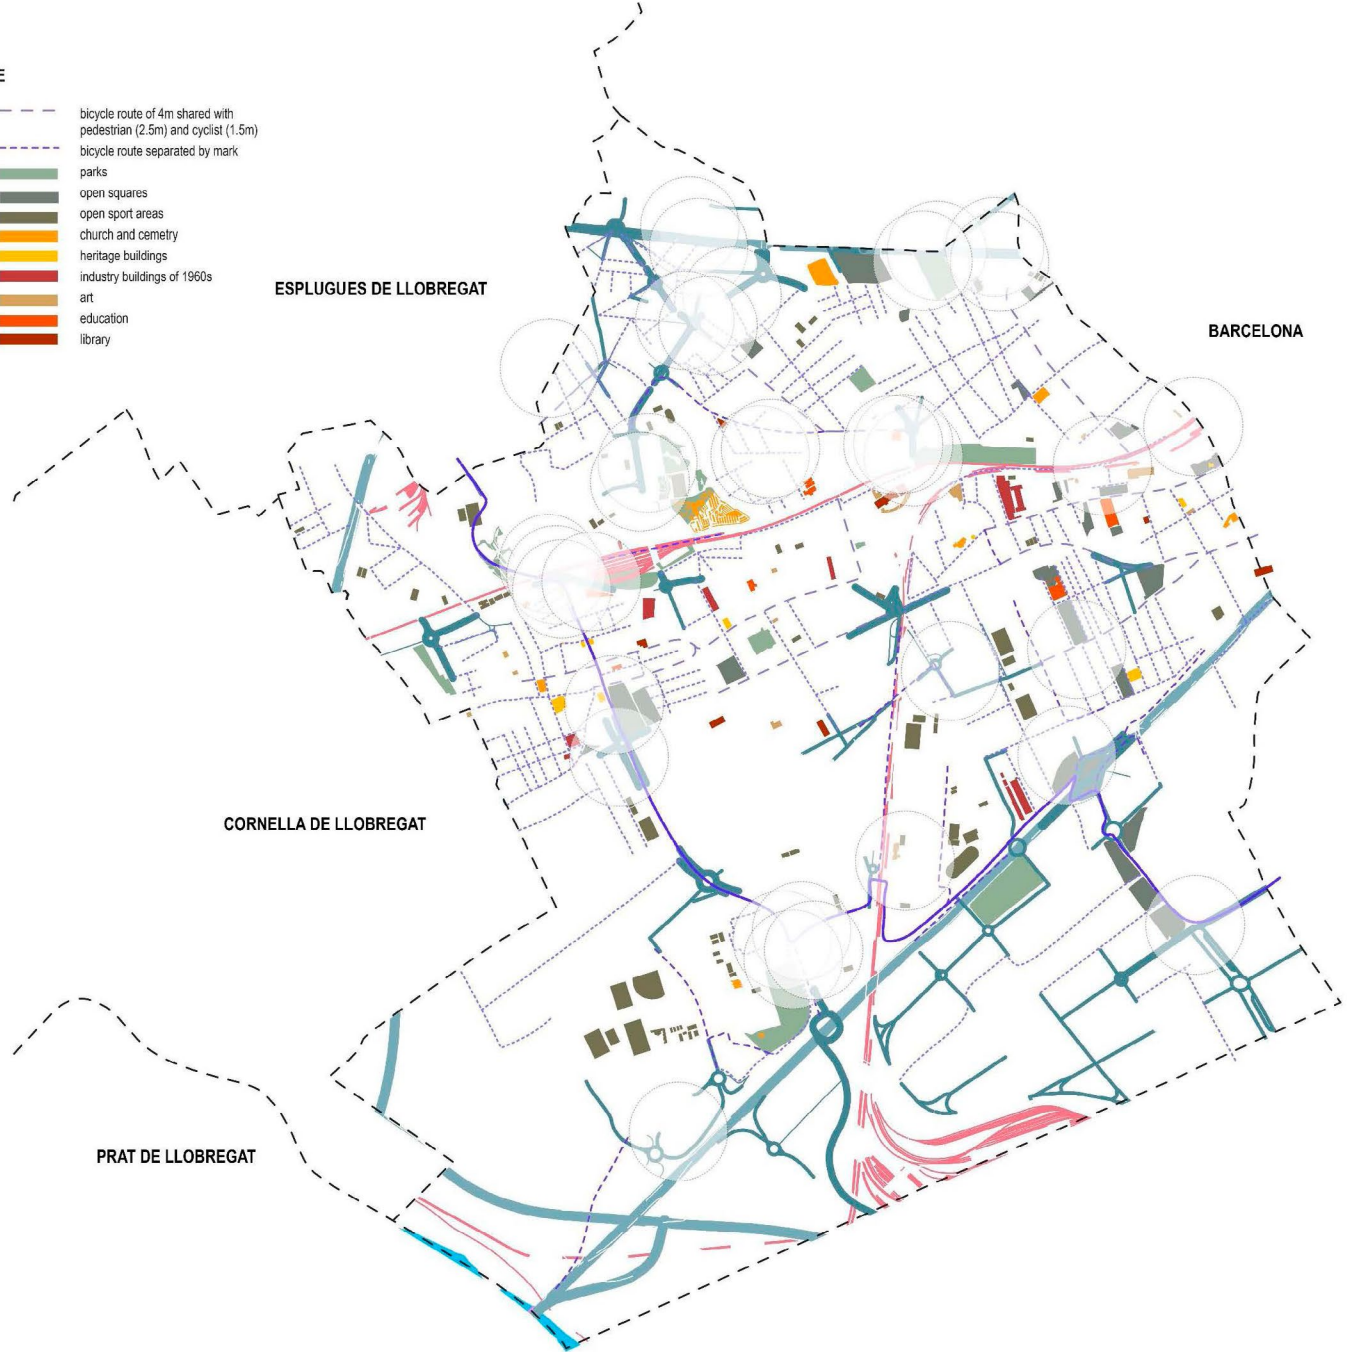 E
bicycle route of 4m shared with
pedestrian (2.5m) and cyclist (1.5m)
bicycle route separated by mark
parks
open squares
open sport areas
church and cemetry
heritage buildings
industry buildings of 1960s
art
education
library
ESPLUGUES DE LLOBREGAT
BARCELONA
CORNELLA DE LLOBREGAT
PRAT DE LLOBREGAT